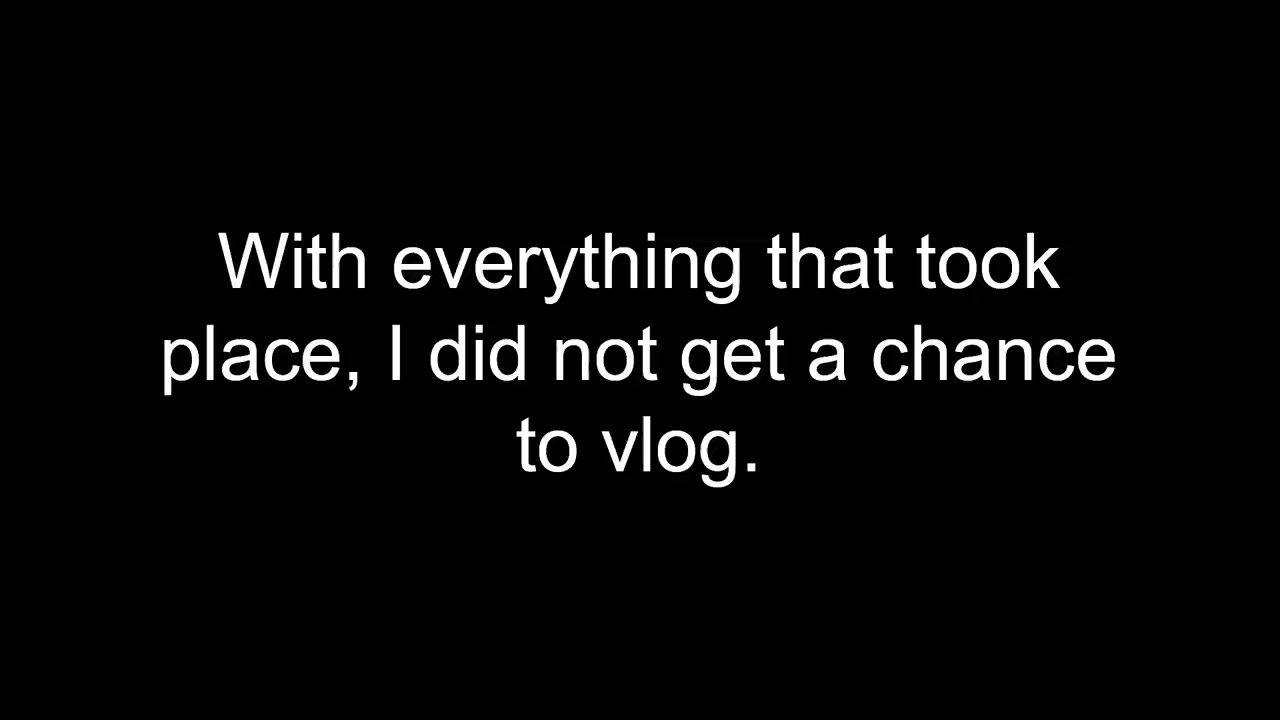 With everything that took
place, I did not get a chance
to vlog.